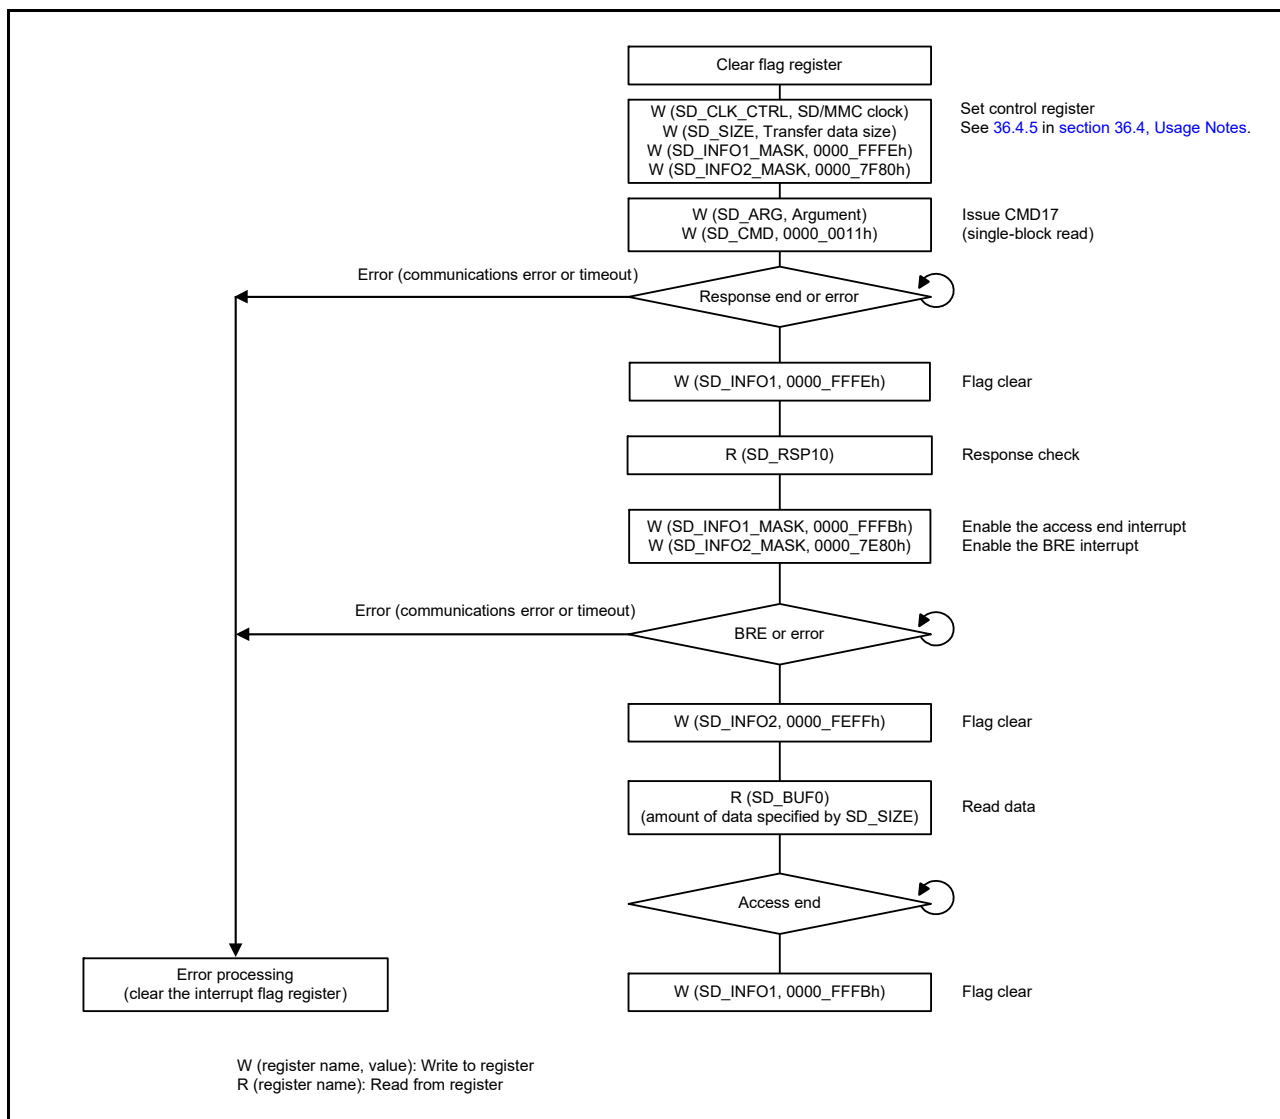 Clear flag register
W (SD_CLK_CTRL, SD/MMC clock)
W (SD_SIZE, Transfer data size)
W (SD_INFO1_MASK, 0000_FFFEh)
W (SD_INFO2_MASK, 0000_7F80h)
Set control register
See 36.4.5 in section 36.4, Usage Notes.
W (SD_ARG, Argument)
W (SD_CMD, 0000_0011h)
Issue CMD17
(single-block read)
Error (communications error or timeout)
Response end or error
W (SD_INFO1, 0000_FFFEh)
Flag clear
R (SD_RSP10)
Response check
W (SD_INFO1_MASK, 0000_FFFBh)
W (SD_INFO2_MASK, 0000_7E80h)
Enable the access end interrupt
Enable the BRE interrupt
Error (communications error or timeout)
BRE or error
W (SD_INFO2, 0000_FEFFh)
Flag clear
R (SD_BUF0)
(amount of data specified by SD_SIZE)
Read data
Access end
Error processing
(clear the interrupt flag register)
W (SD_INFO1, 0000_FFFBh)
Flag clear
W (register name, value): Write to register
R (register name): Read from register